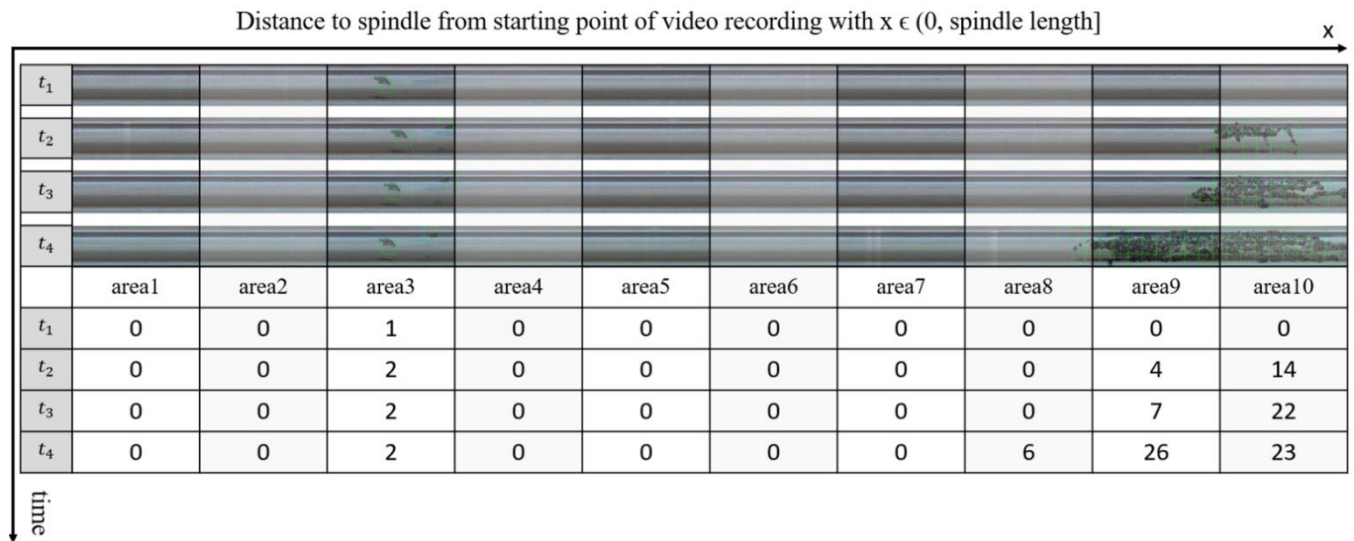 Distance to spindle from starting point of video recording with x ϵ (0, spindle length]
x
t₁
t₂
t₃
t₄
area1 area2 area3 area4 area5 area6 area7 area8 area9 area10
t₁ 0 0 1 0 0 0 0 0 0 0
t₂ 0 0 2 0 0 0 0 0 4 14
t₃ 0 0 2 0 0 0 0 0 7 22
t₄ 0 0 2 0 0 0 0 6 26 23
time